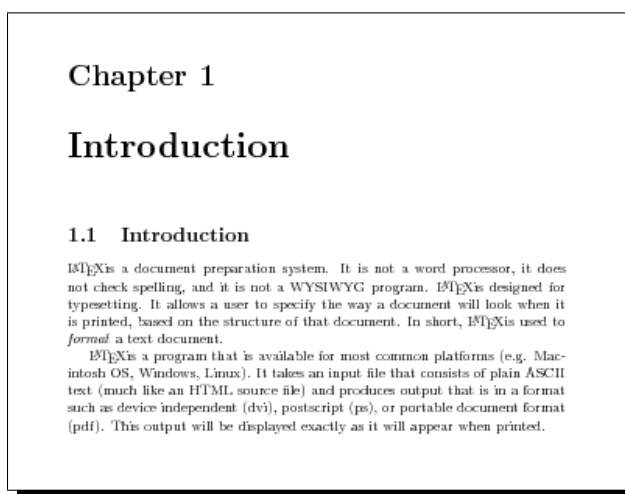 Chapter 1
Introduction
1.1 Introduction
LATEXis a document preparation system. It is not a word processor, it does
not check spelling, and it is not a WYSIWYG program. LATEXis designed for
typesetting. It allows a user to specify the way a document will look when it
is printed, based on the structure of that document. In short, LATEXis used to
format a text document.
LATEXis a program that is available for most common platforms (e.g. Mac-
intosh OS, Windows, Linux). It takes an input file that consists of plain ASCII
text (much like an HTML source file) and produces output that is in a format
such as device independent (dvi), postscript (ps), or portable document format
(pdf). This output will be displayed exactly as it will appear when printed.